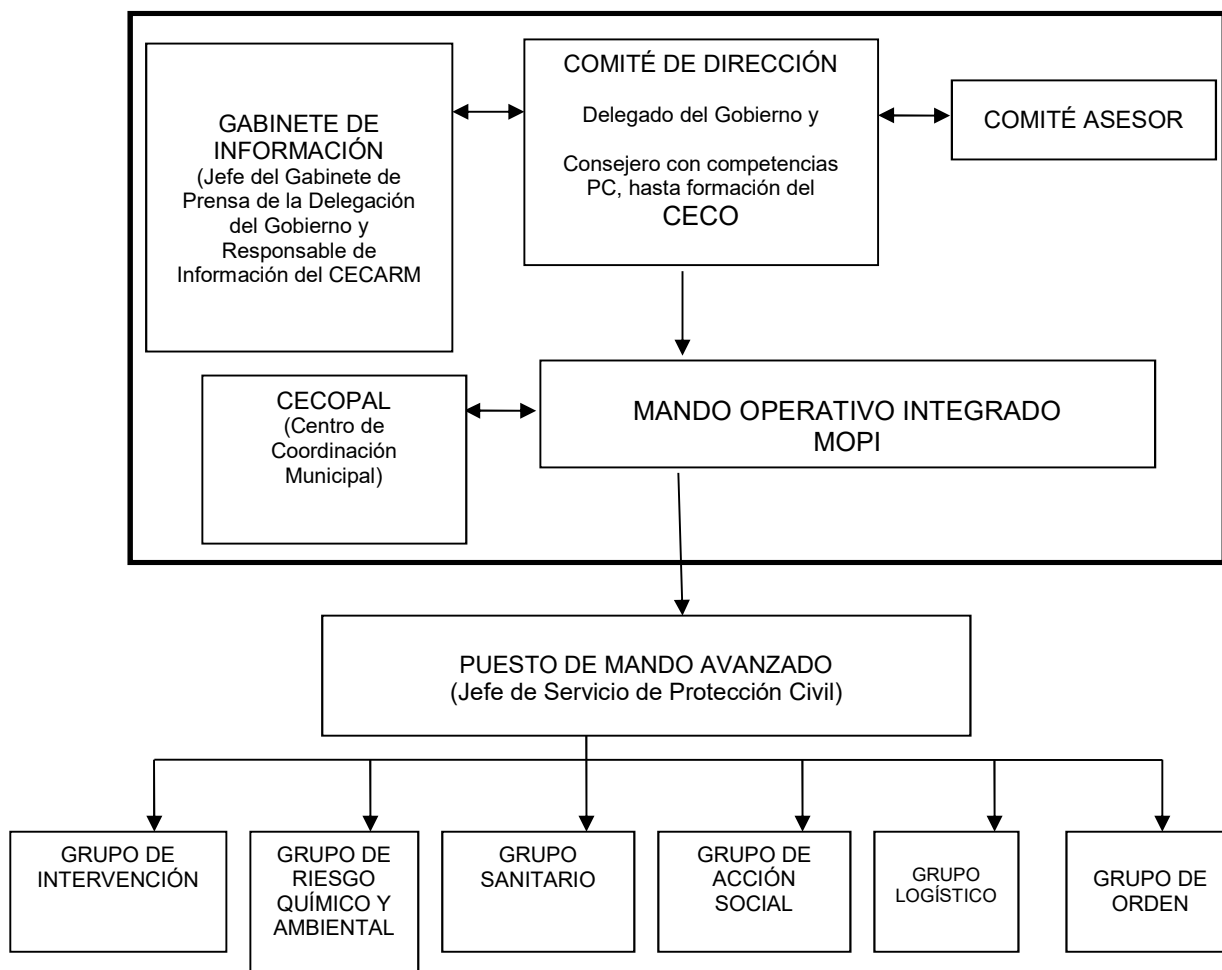 GABINETE DE
INFORMACIÓN
(Jefe del Gabinete de
Prensa de la Delegación
del Gobierno y
Responsable de
Información del CECARM
COMITÉ DE DIRECCIÓN
Delegado del Gobierno y
Consejero con competencias
PC, hasta formación del
CECO
COMITÉ ASESOR
CECOPAL
(Centro de
Coordinación
Municipal)
MANDO OPERATIVO INTEGRADO
MOPI
PUESTO DE MANDO AVANZADO
(Jefe de Servicio de Protección Civil)
GRUPO DE
INTERVENCIÓN
GRUPO DE
RIESGO
QUÍMICO Y
AMBIENTAL
GRUPO
SANITARIO
GRUPO DE
ACCIÓN
SOCIAL
GRUPO
LOGÍSTICO
GRUPO DE
ORDEN